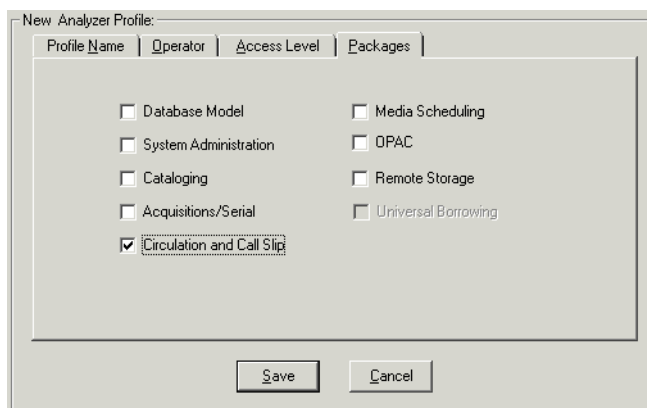 New Analyzer Profile:
Profile Name Operator Access Level Packages
Database Model
System Administration
Cataloging
Acquisitions/Serial
Circulation and Call Slip
Media Scheduling
OPAC
Remote Storage
Universal Borrowing
Save Cancel